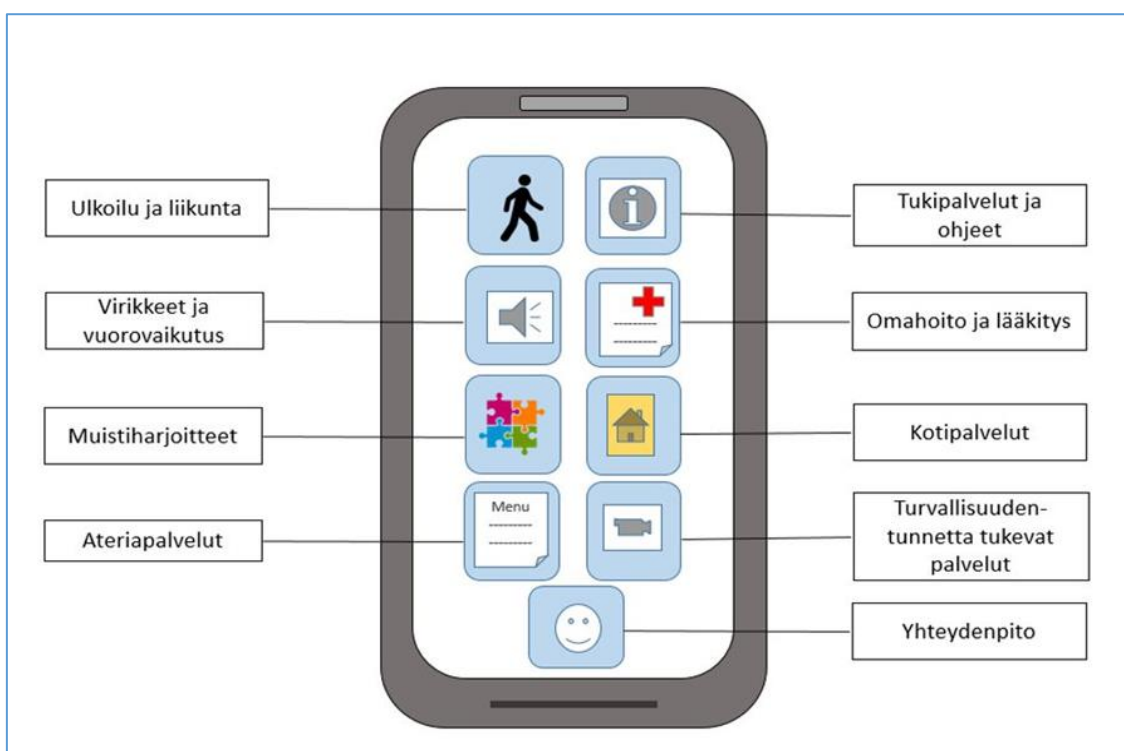 Ulkoilu ja liikunta
Virikkeet ja
vuorovaikutus
Muistiharjoitteet
Ateriapalvelut
Menu
Tukipalvelut ja
ohjeet
Omahoito ja lääkitys
Kotipalvelut
Turvallisuuden-
tunnetta tukevat
palvelut
Yhteydenpito